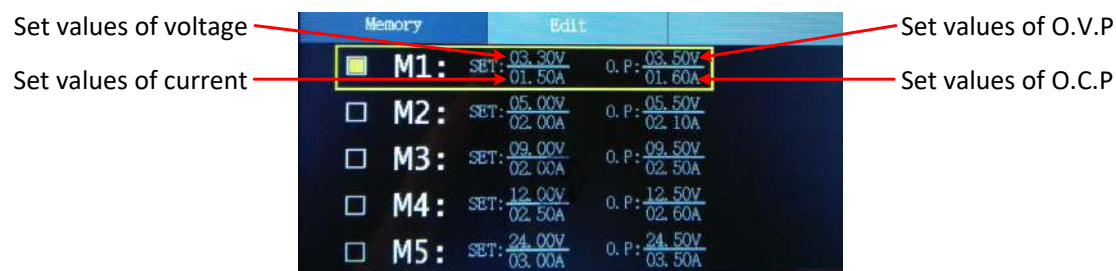 Memory Edit
Set values of voltage
Set values of O.V.P
M1: SET: 03.30V 01.50A O.P: 03.50V 01.60A
Set values of current
Set values of O.C.P
M2: SET: 05.00V 02.00A O.P: 05.50V 02.10A
M3: SET: 09.00V 02.00A O.P: 09.50V 02.50A
M4: SET: 12.00V 02.50A O.P: 12.50V 02.60A
M5: SET: 24.00V 03.00A O.P: 24.50V 03.50A